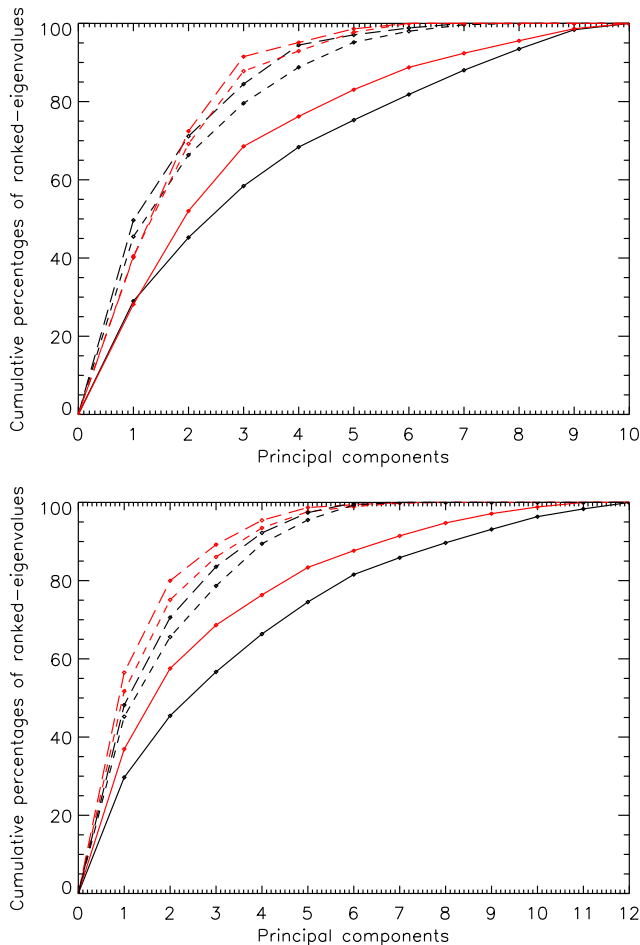 Cumulative percentages of ranked-eigenvalues
100
80
60
40
20
0
0 1 2 3 4 5 6 7 8 9 10
Principal components
Cumulative percentages of ranked-eigenvalues
100
80
60
40
20
0
0 1 2 3 4 5 6 7 8 9 10 11 12
Principal components